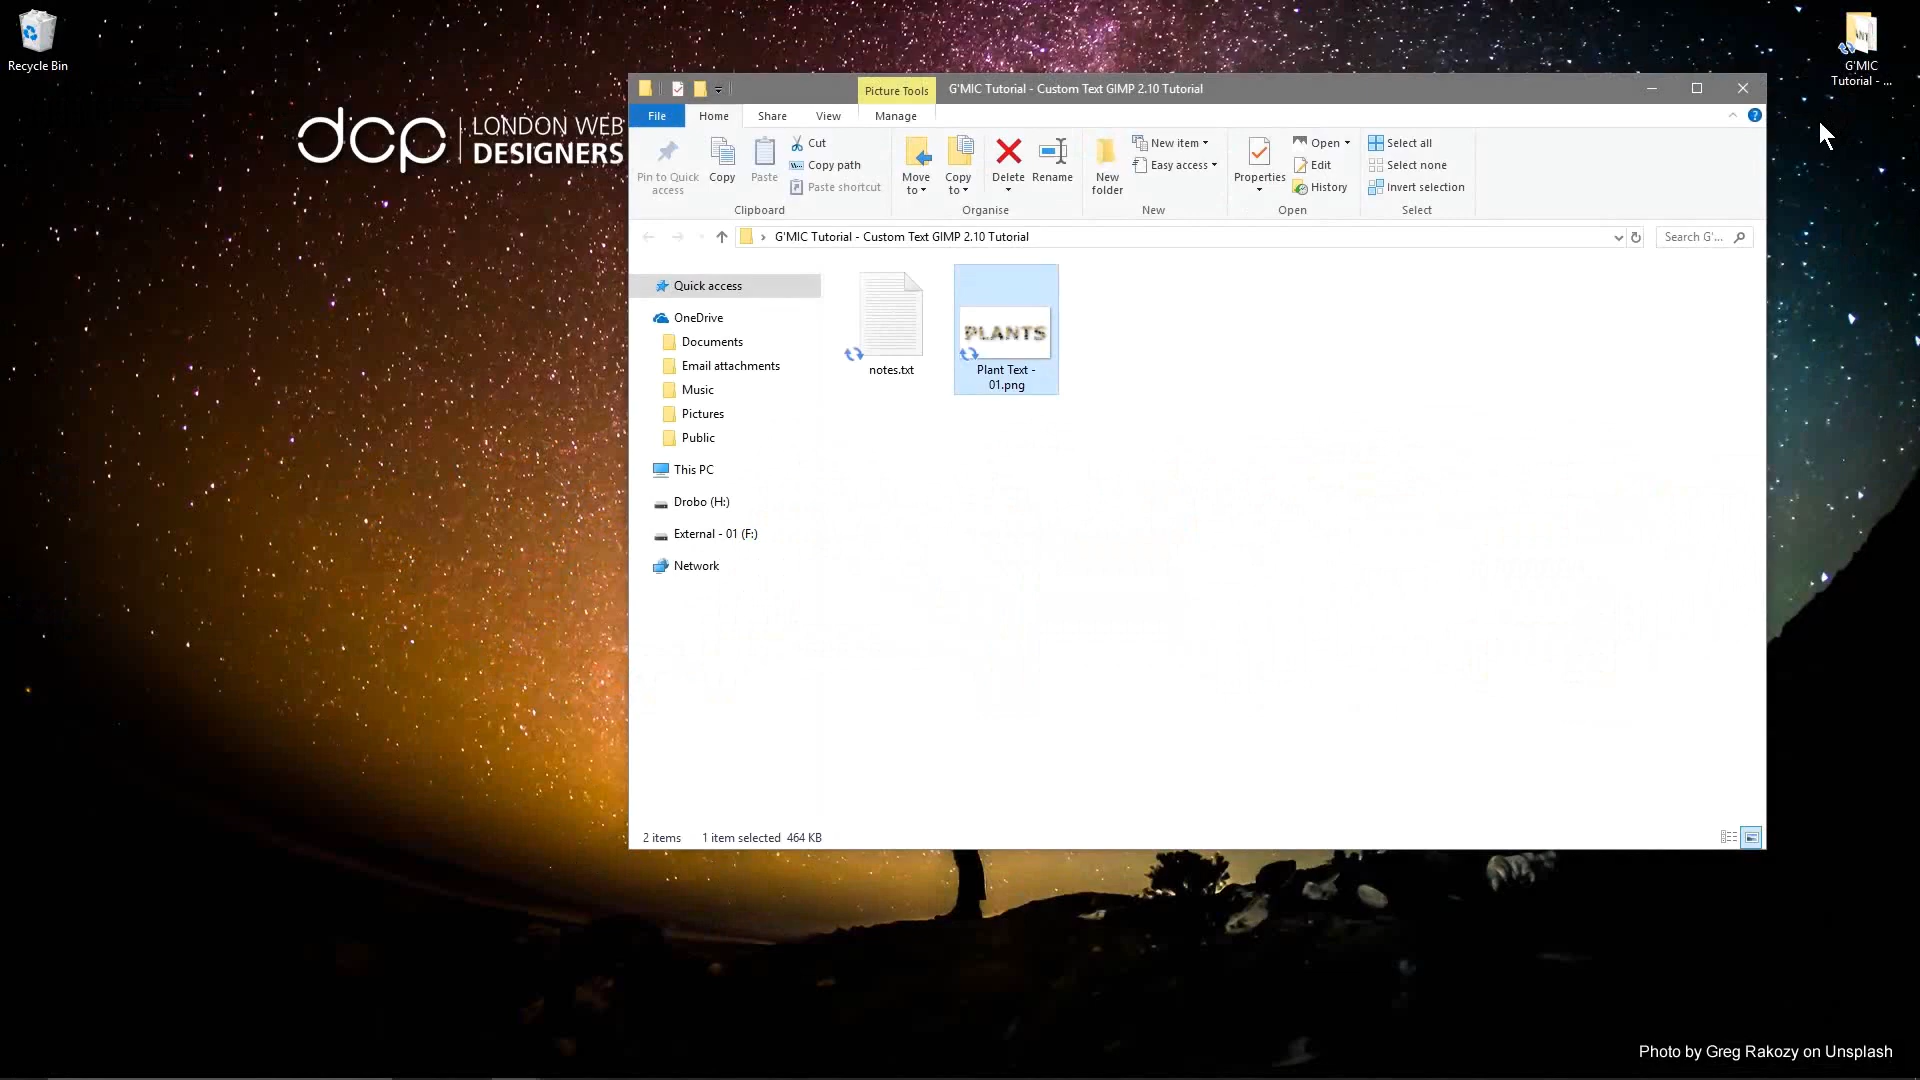 Recycle Bin
G'MIC
Tutorial - ...
dcp LONDON WEB
DESIGNERS
Picture Tools
G'MIC Tutorial - Custom Text GIMP 2.10 Tutorial
File Home Share View Manage
Pin to Quick
access
Copy
Paste
Cut
Copy path
Paste shortcut
Clipboard
Move
to
Copy
to
Delete
Rename
Organise
New
folder
New item
Easy access
New
Properties
Open
Edit
History
Open
Select all
Select none
Invert selection
Select
G'MIC Tutorial - Custom Text GIMP 2.10 Tutorial
Search G'...
Quick access
OneDrive
Documents
Email attachments
Music
Pictures
Public
This PC
Drobo (H:)
External - 01 (F:)
Network
notes.txt
PLANTS
Plant Text -
01.png
2 items 1 item selected 464 KB
Photo by Greg Rakozy on Unsplash